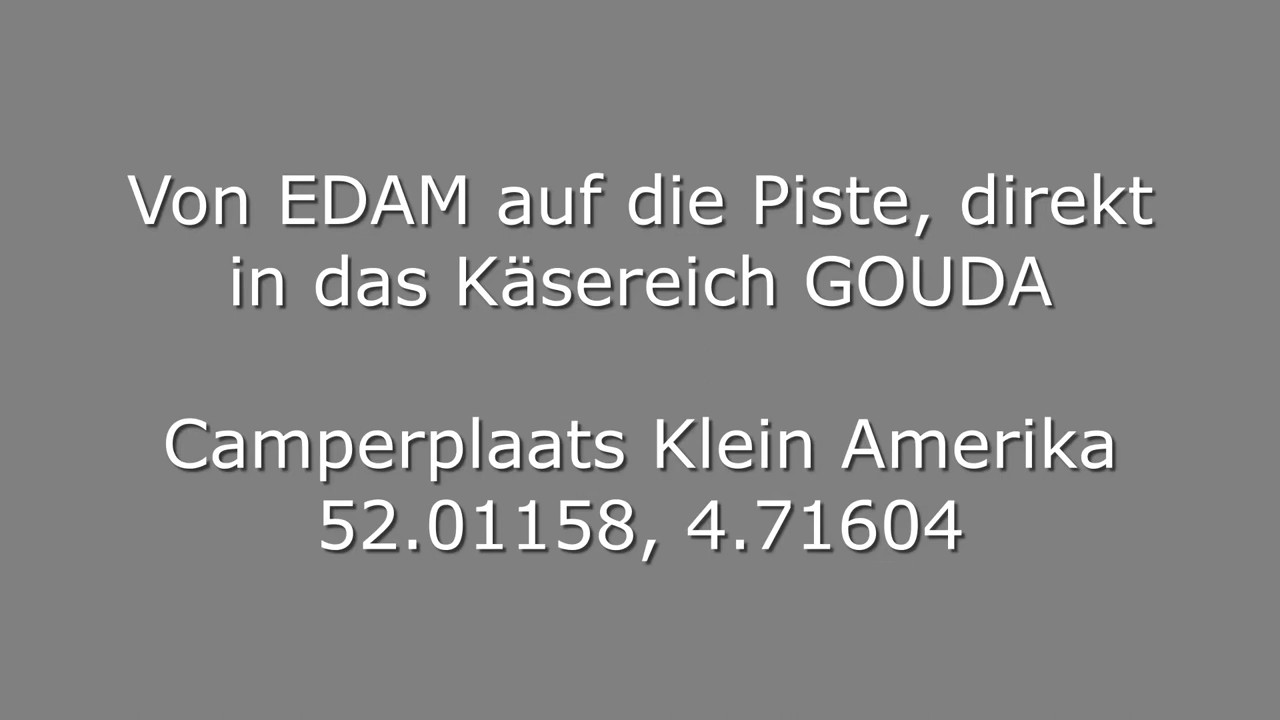 Von EDAM auf die Piste, direkt
in das Käsereich GOUDA
Camperplaats Klein Amerika
52.01158, 4.71604